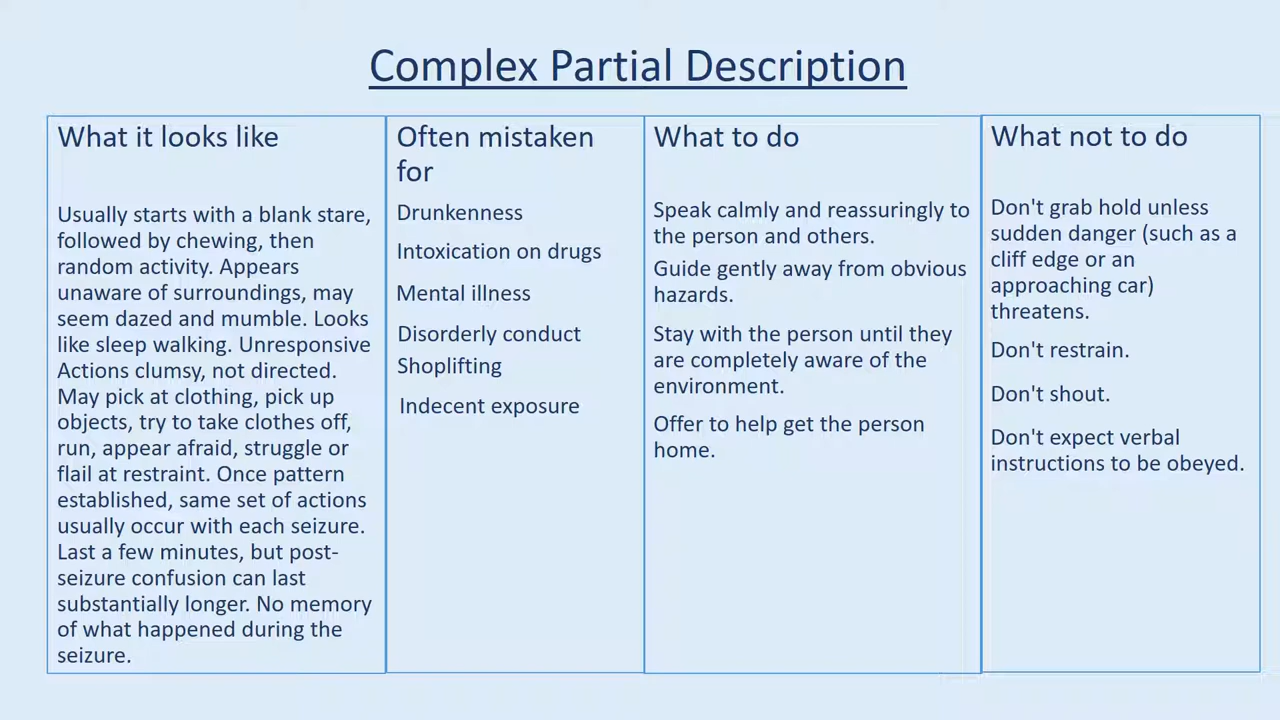 Complex Partial Description
What it looks like
Usually starts with a blank stare,
followed by chewing, then
random activity. Appears
unaware of surroundings, may
seem dazed and mumble. Looks
like sleep walking. Unresponsive
Actions clumsy, not directed.
May pick at clothing, pick up
objects, try to take clothes off,
run, appear afraid, struggle or
flail at restraint. Once pattern
established, same set of actions
usually occur with each seizure.
Last a few minutes, but post-
seizure confusion can last
substantially longer. No memory
of what happened during the
seizure.
Often mistaken
for
Drunkenness
Intoxication on drugs
Mental illness
Disorderly conduct
Shoplifting
Indecent exposure
What to do
Speak calmly and reassuringly to
the person and others.
Guide gently away from obvious
hazards.
Stay with the person until they
are completely aware of the
environment.
Offer to help get the person
home.
What not to do
Don't grab hold unless
sudden danger (such as a
cliff edge or an
approaching car)
threatens.
Don't restrain.
Don't shout.
Don't expect verbal
instructions to be obeyed.